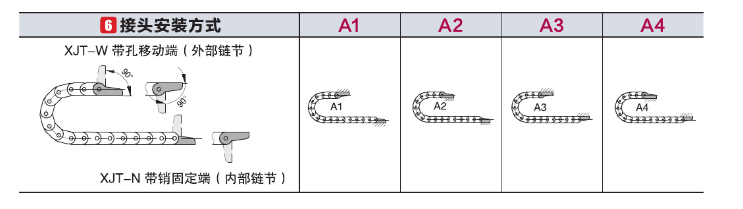 6 接头安装方式 A1 A2 A3 A4
XJT-W 带孔移动端（外部链节）
90°
90
A1 A2 A3 A4
XJT-N 带销固定端（内部链节）